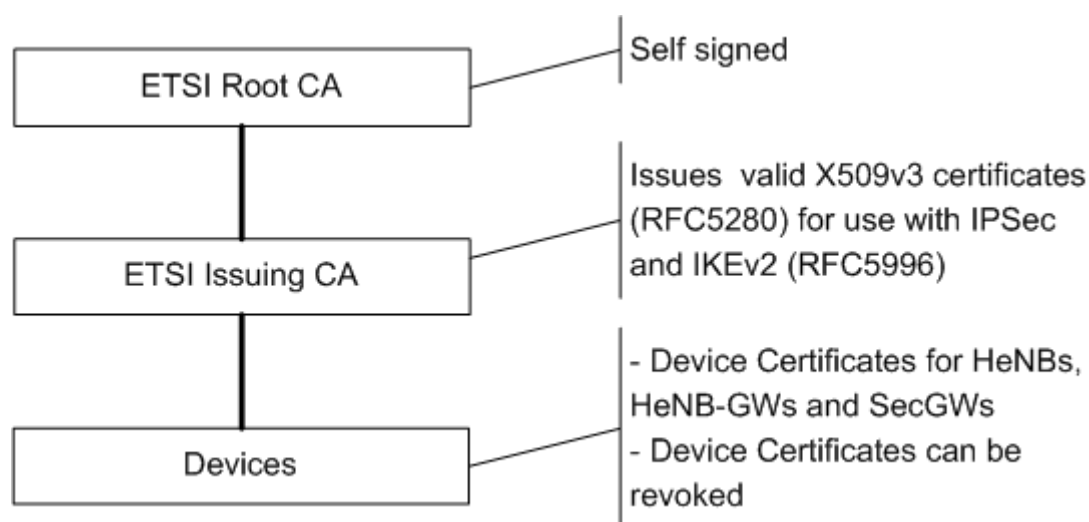 ETSI Root CA
Self signed
ETSI Issuing CA
Issues valid X509v3 certificates
(RFC5280) for use with IPSec
and IKEv2 (RFC5996)
Devices
- Device Certificates for HeNBs,
HeNB-GWs and SecGWs
- Device Certificates can be
revoked